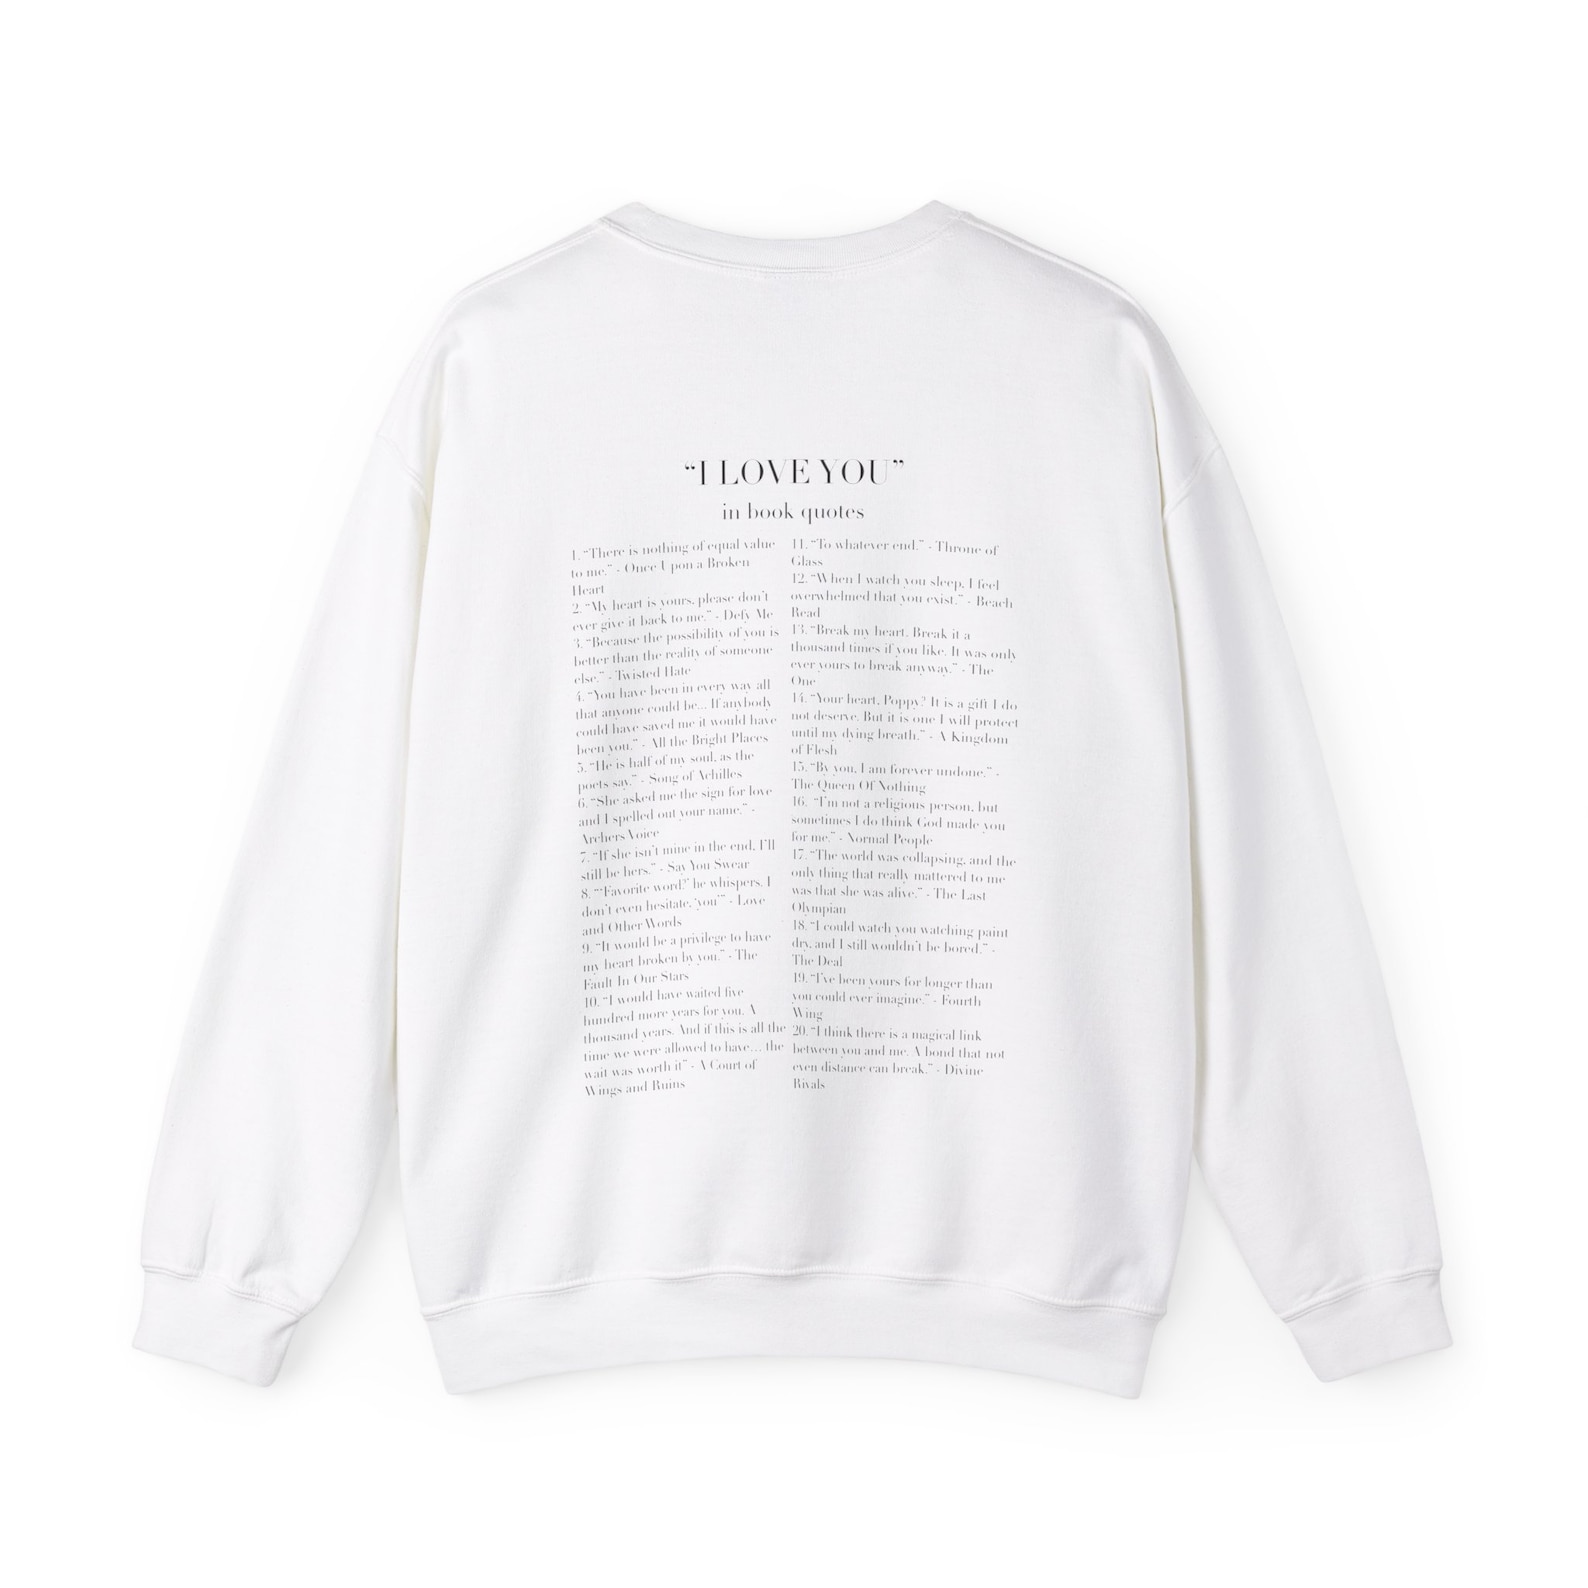 “I LOVE YOU”
in book quotes
1. “There is nothing of equal value
to me.” - Once Upon a Broken
Heart
2. “My heart is yours, please don’t
ever give it back to me.” - Defy Me
3. “Because the possibility of you is
better than the reality of someone
else.” - Twisted Hate
4. “You have been in every way all
that anyone could be... If anybody
could have saved me it would have
been you.” - All the Bright Places
5. “He is half of my soul, as the
poets say.” - Song of Achilles
6. “She asked me the sign for love
and I spelled out your name.” -
Archers Voice
7. “If she isn’t mine in the end, I’ll
still be hers.” - Say You Swear
8. “‘Favorite word?’ he whispers. I
don’t even hesitate, ‘you’” - Love
and Other Words
9. “It would be a privilege to have
my heart broken by you.” - The
Fault In Our Stars
10. “I would have waited five
hundred more years for you. A
thousand years. And if this is all the
time we were allowed to have... the
wait was worth it” - A Court of
Wings and Ruins
11. “To whatever end.” - Throne of
Glass
12. “When I watch you sleep, I feel
overwhelmed that you exist.” - Beach
Read
13. “Break my heart. Break it a
thousand times if you like. It was only
ever yours to break anyway.” - The
One
14. “Your heart, Poppy? It is a gift I do
not deserve. But it is one I will protect
until my dying breath.” - A Kingdom
of Flesh
15. “By you, I am forever undone.” -
The Queen Of Nothing
16. “I’m not a religious person, but
sometimes I do think God made you
for me.” - Normal People
17. “The world was collapsing, and the
only thing that really mattered to me
was that she was alive.” - The Last
Olympian
18. “I could watch you watching paint
dry, and I still wouldn’t be bored.” -
The Deal
19. “I’ve been yours for longer than
you could ever imagine.” - Fourth
Wing
20. “I think there is a magical link
between you and me. A bond that not
even distance can break.” - Divine
Rivals